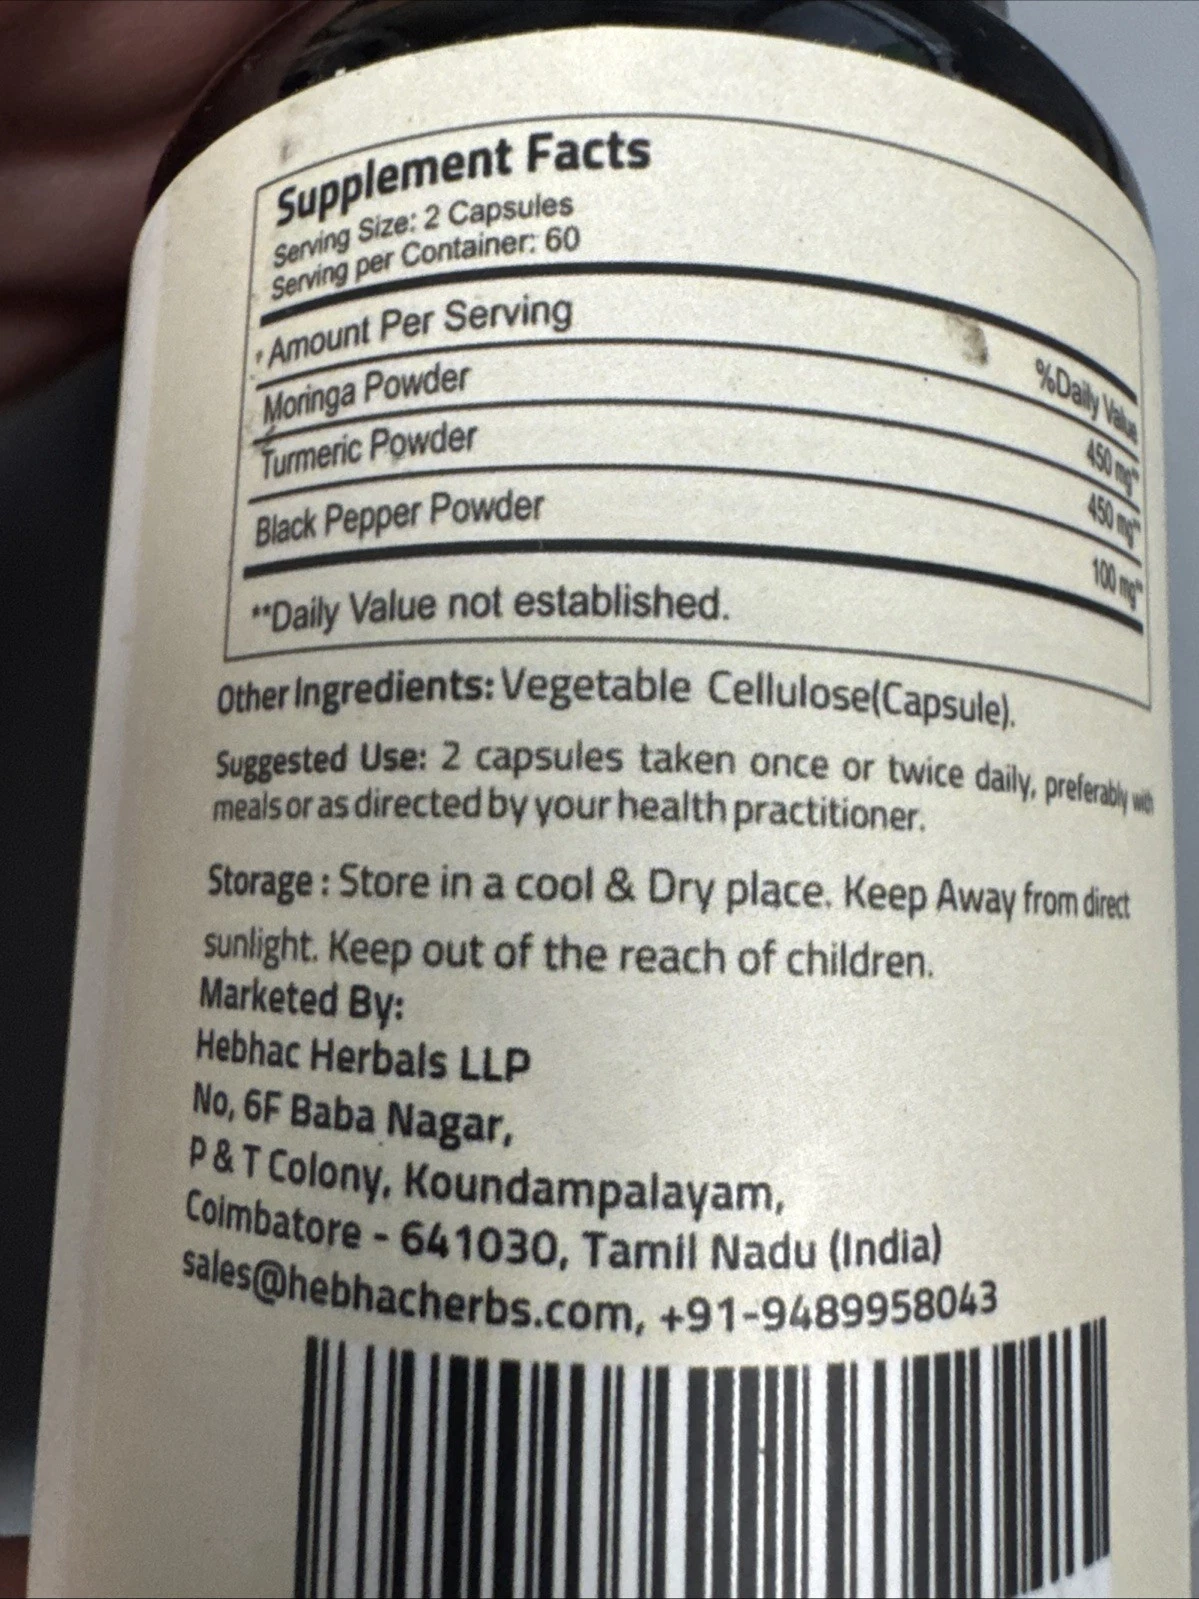 Supplement Facts
Serving Size: 2 Capsules
Serving per Container: 60
Amount Per Serving %Daily Value
Moringa Powder 450 mg**
Turmeric Powder 450 mg**
Black Pepper Powder 100 mg**
**Daily Value not established.
Other Ingredients: Vegetable Cellulose(Capsule).
Suggested Use: 2 capsules taken once or twice daily, preferably with
meals or as directed by your health practitioner.
Storage : Store in a cool & Dry place. Keep Away from direct
sunlight. Keep out of the reach of children.
Marketed By:
Hebhac Herbals LLP
No, 6F Baba Nagar,
P & T Colony, Koundampalayam,
Coimbatore - 641030, Tamil Nadu (India)
sales@hebhacherbs.com, +91-9489958043